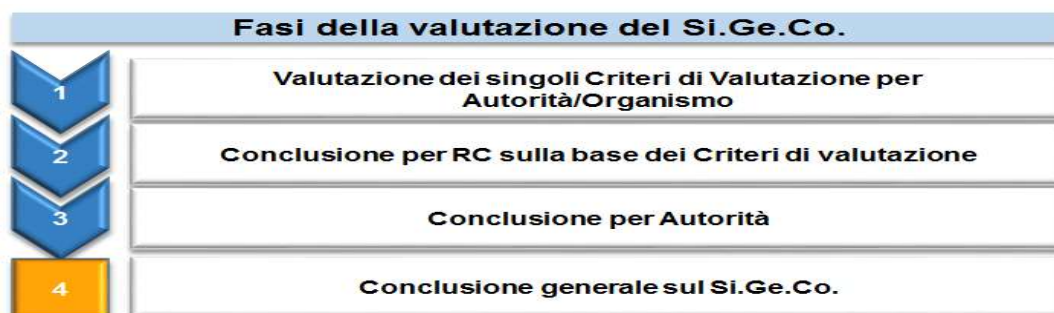 Fasi della valutazione del Si.Ge.Co.
1
Valutazione dei singoli Criteri di Valutazione per
Autorità/Organismo
2
Conclusione per RC sulla base dei Criteri di valutazione
3
Conclusione per Autorità
4
Conclusione generale sul Si.Ge.Co.